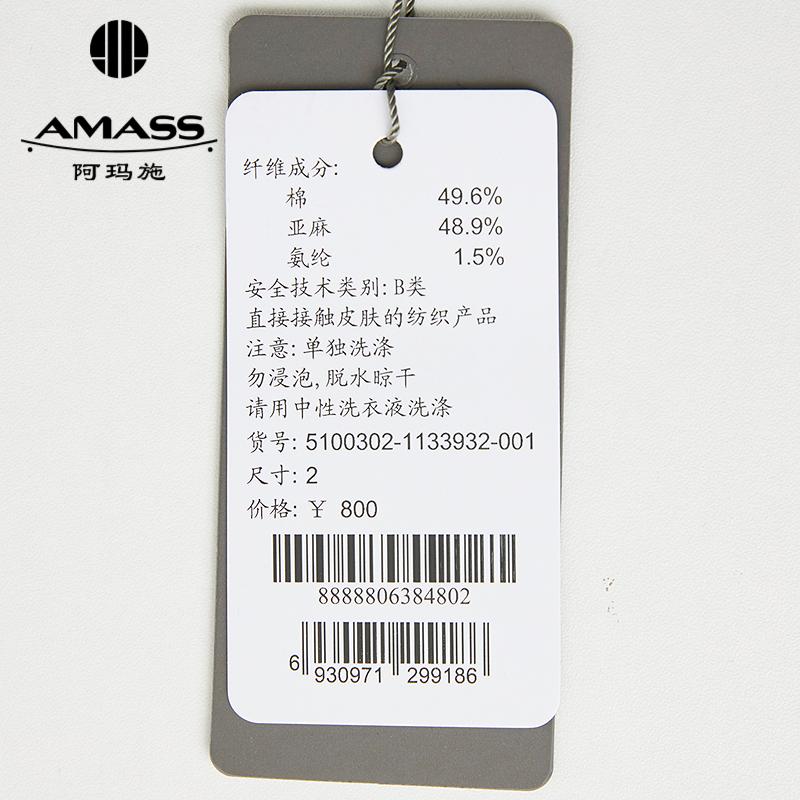 AMASS
阿玛施
纤维成分:
棉 49.6%
亚麻 48.9%
氨纶 1.5%
安全技术类别: B类
直接接触皮肤的纺织产品
注意: 单独洗涤
勿浸泡, 脱水晾干
请用中性洗衣液洗涤
货号: 5100302-1133932-001
尺寸: 2
价格: ￥ 800
8888806384802
6 930971 299186